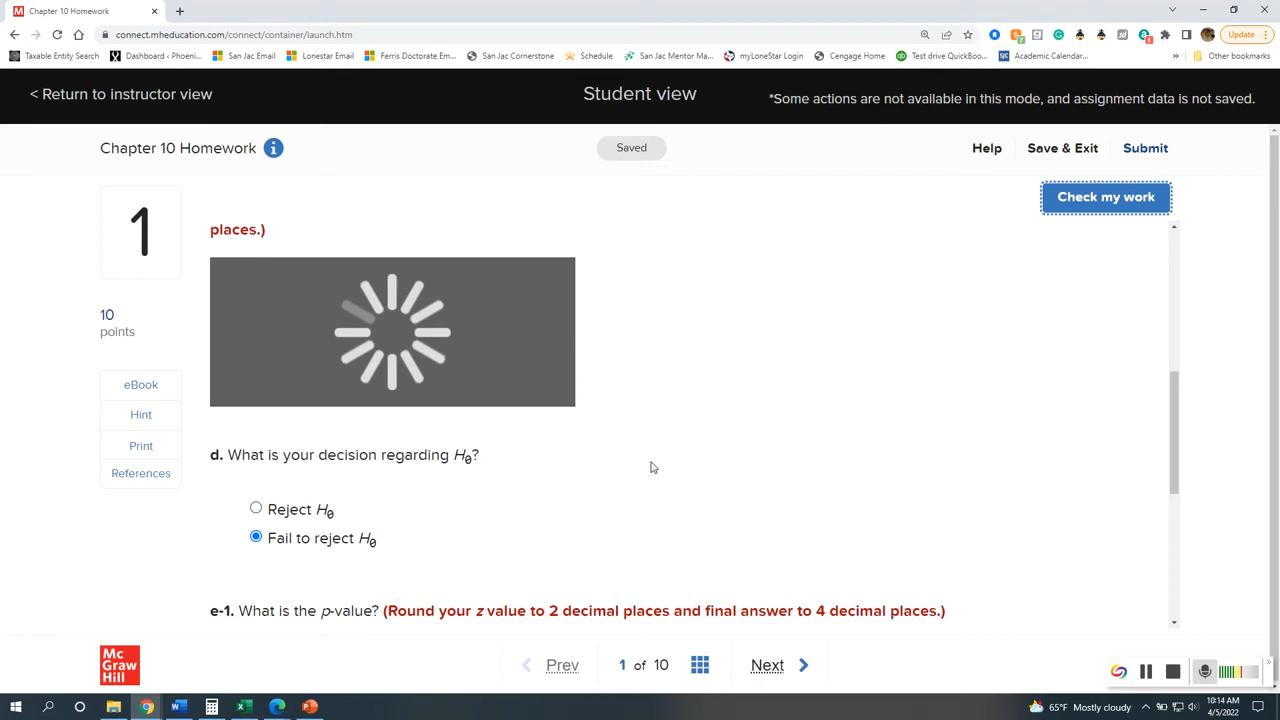 Chapter 10 Homework
connect.mheducation.com/connect/container/launch.htm
Update
Taxable Entity Search
Dashboard ‹ Phoeni...
San Jac Email
Lonestar Email
Ferris Doctorate Em...
San Jac Cornerstone
Schedule
San Jac Mentor Ma...
myLoneStar Login
Cengage Home
Test drive QuickBoo...
Academic Calendar...
»
Other bookmarks
< Return to instructor view
Student view
*Some actions are not available in this mode, and assignment data is not saved.
Chapter 10 Homework
Saved
Help
Save & Exit
Submit
1
Check my work
places.)
10
points
eBook
Hint
Print
References
d. What is your decision regarding H0?
Reject H0
Fail to reject H0
e-1. What is the p-value? (Round your z value to 2 decimal places and final answer to 4 decimal places.)
Mc
Graw
Hill
Prev
1 of 10
Next
65°F Mostly cloudy
10:14 AM
4/5/2022